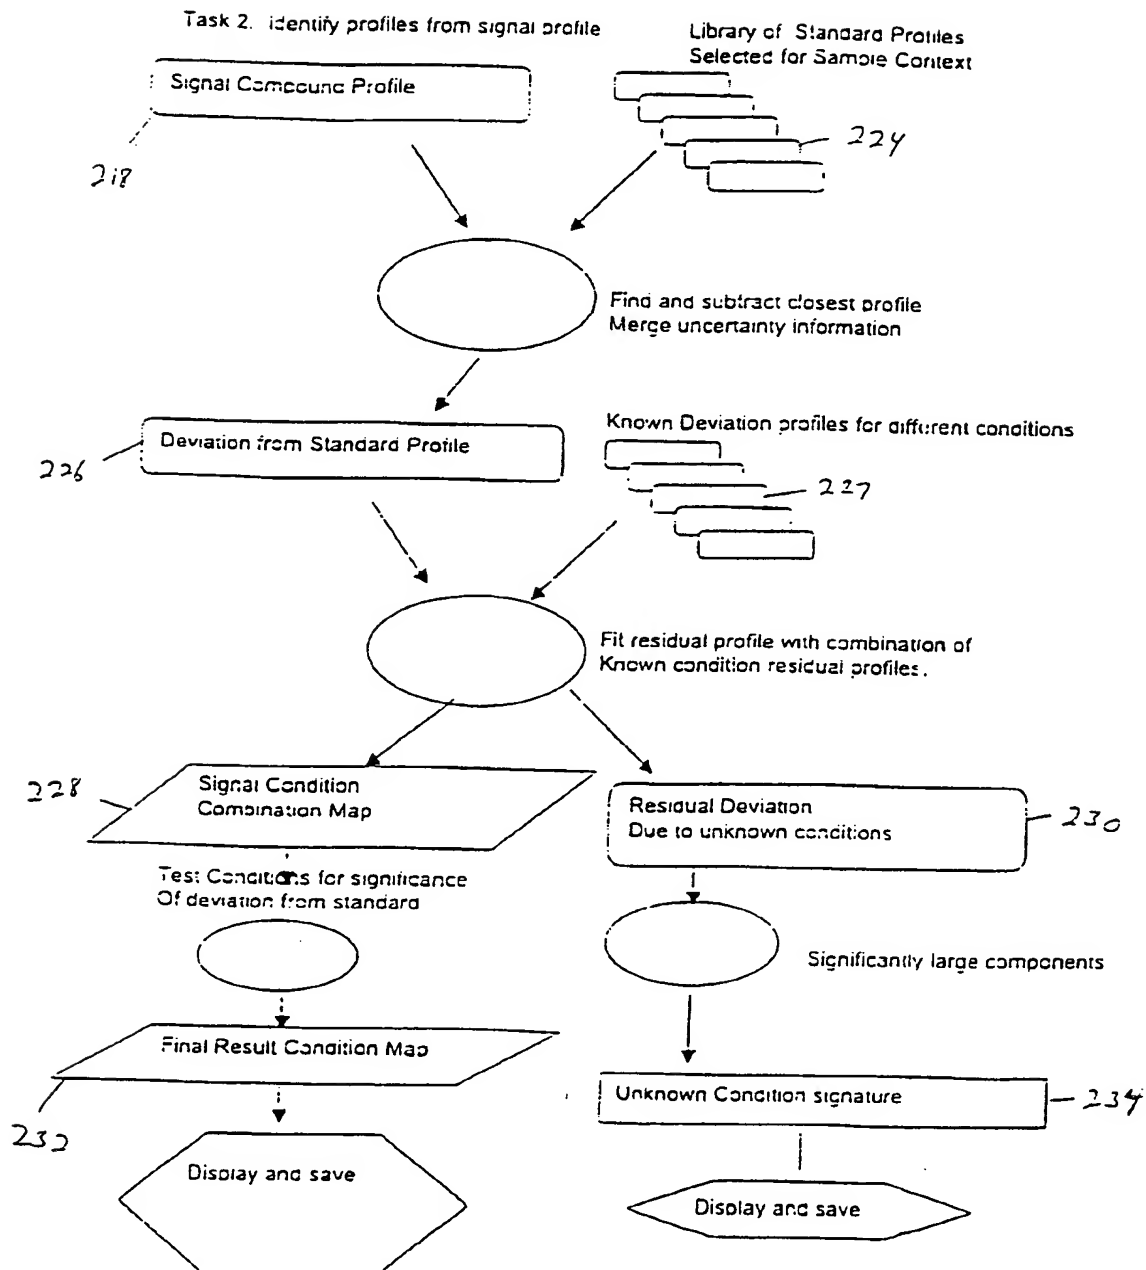 Task 2. Identify profiles from signal profile
Library of Standard Profiles
Selected for Sample Context
Signal Compound Profile
224
218
Find and subtract closest profile
Merge uncertainty information
Known Deviation profiles for different conditions
Deviation from Standard Profile
226
227
Fit residual profile with combination of
Known condition residual profiles.
Signal Condition
Combination Map
228
Residual Deviation
Due to unknown conditions
230
Test Conditions for significance
Of deviation from standard
Significantly large components
Final Result Condition Map
Unknown Condition signature
234
232
Display and save
Display and save